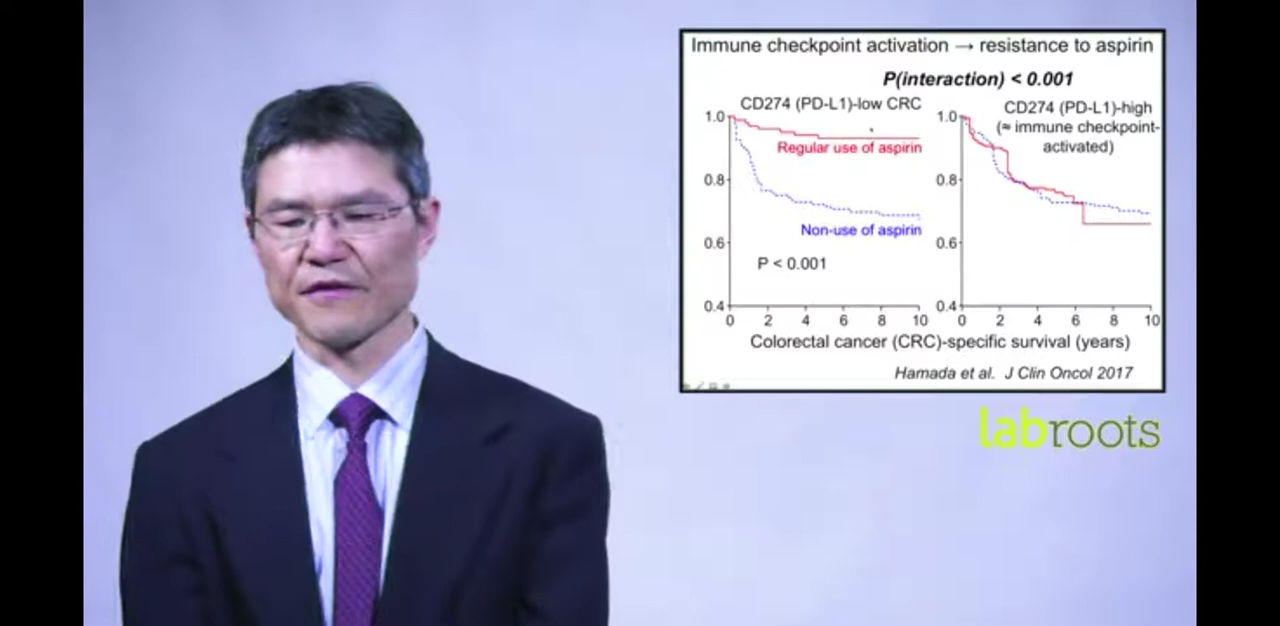 Immune checkpoint activation → resistance to aspirin
P(interaction) < 0.001
CD274 (PD-L1)-low CRC
1.0
Regular use of aspirin
0.8
Non-use of aspirin
0.6
P < 0.001
0.4
0 2 4 6 8 10
CD274 (PD-L1)-high
(≈ immune checkpoint-
activated)
1.0
0.8
0.6
0.4
0 2 4 6 8 10
Colorectal cancer (CRC)-specific survival (years)
Hamada et al. J Clin Oncol 2017
labroots